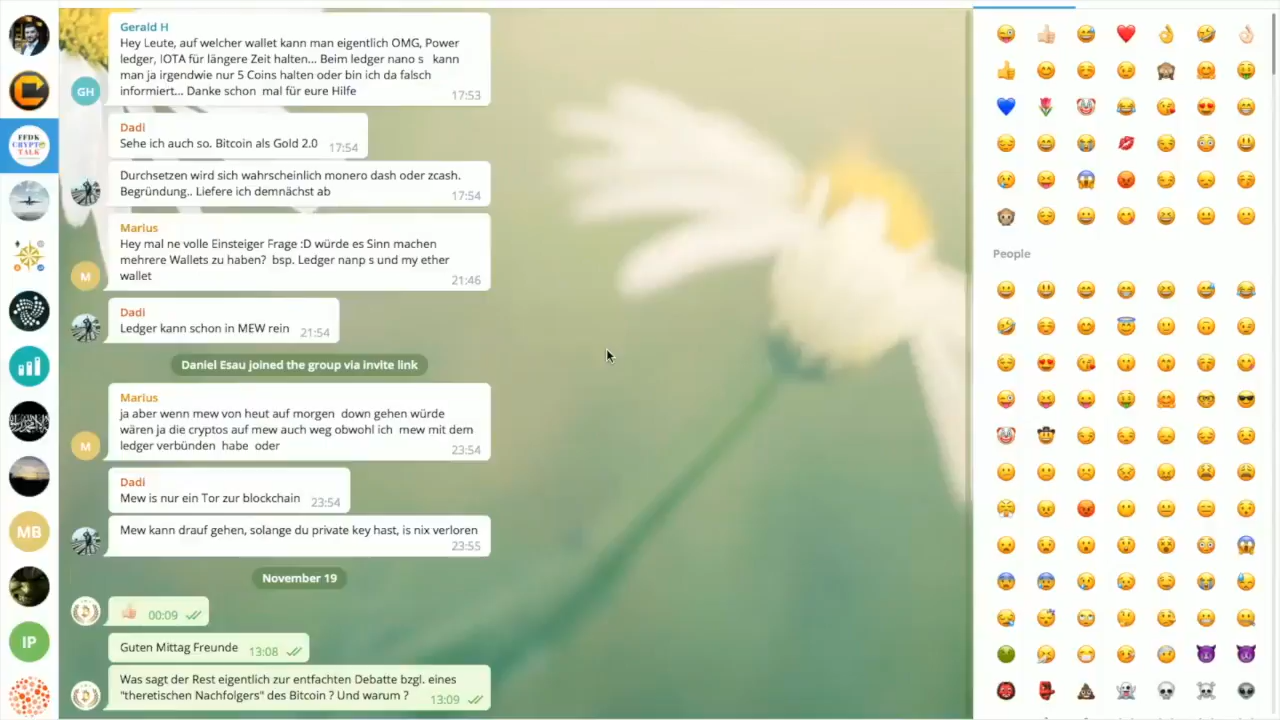 Gerald H
Hey Leute, auf welcher wallet kann man eigentlich OMG, Power
ledger, IOTA für längere Zeit halten... Beim ledger nano s kann
man ja irgendwie nur 5 Coins halten oder bin ich da falsch
informiert... Danke schon mal für eure Hilfe
17:53
GH
Dadi
Sehe ich auch so. Bitcoin als Gold 2.0
17:54
FFDK
CRYPTO
TALK
Durchsetzen wird sich wahrscheinlich monero dash oder zcash.
Begründung.. Liefere ich demnächst ab
17:54
Marius
Hey mal ne volle Einsteiger Frage :D würde es Sinn machen
mehrere Wallets zu haben? bsp. Ledger nanp s und my ether
wallet
21:46
M
Dadi
Ledger kann schon in MEW rein
21:54
Daniel Esau joined the group via invite link
Marius
ja aber wenn mew von heut auf morgen down gehen würde
wären ja die cryptos auf mew auch weg obwohl ich mew mit dem
ledger verbünden habe oder
23:54
M
Dadi
Mew is nur ein Tor zur blockchain
23:54
Mew kann drauf gehen, solange du private key hast, is nix verloren
23:55
MB
November 19
00:09
Guten Mittag Freunde
13:08
IP
Was sagt der Rest eigentlich zur entfachten Debatte bzgl. eines
"theretischen Nachfolgers" des Bitcoin ? Und warum ?
13:09
People